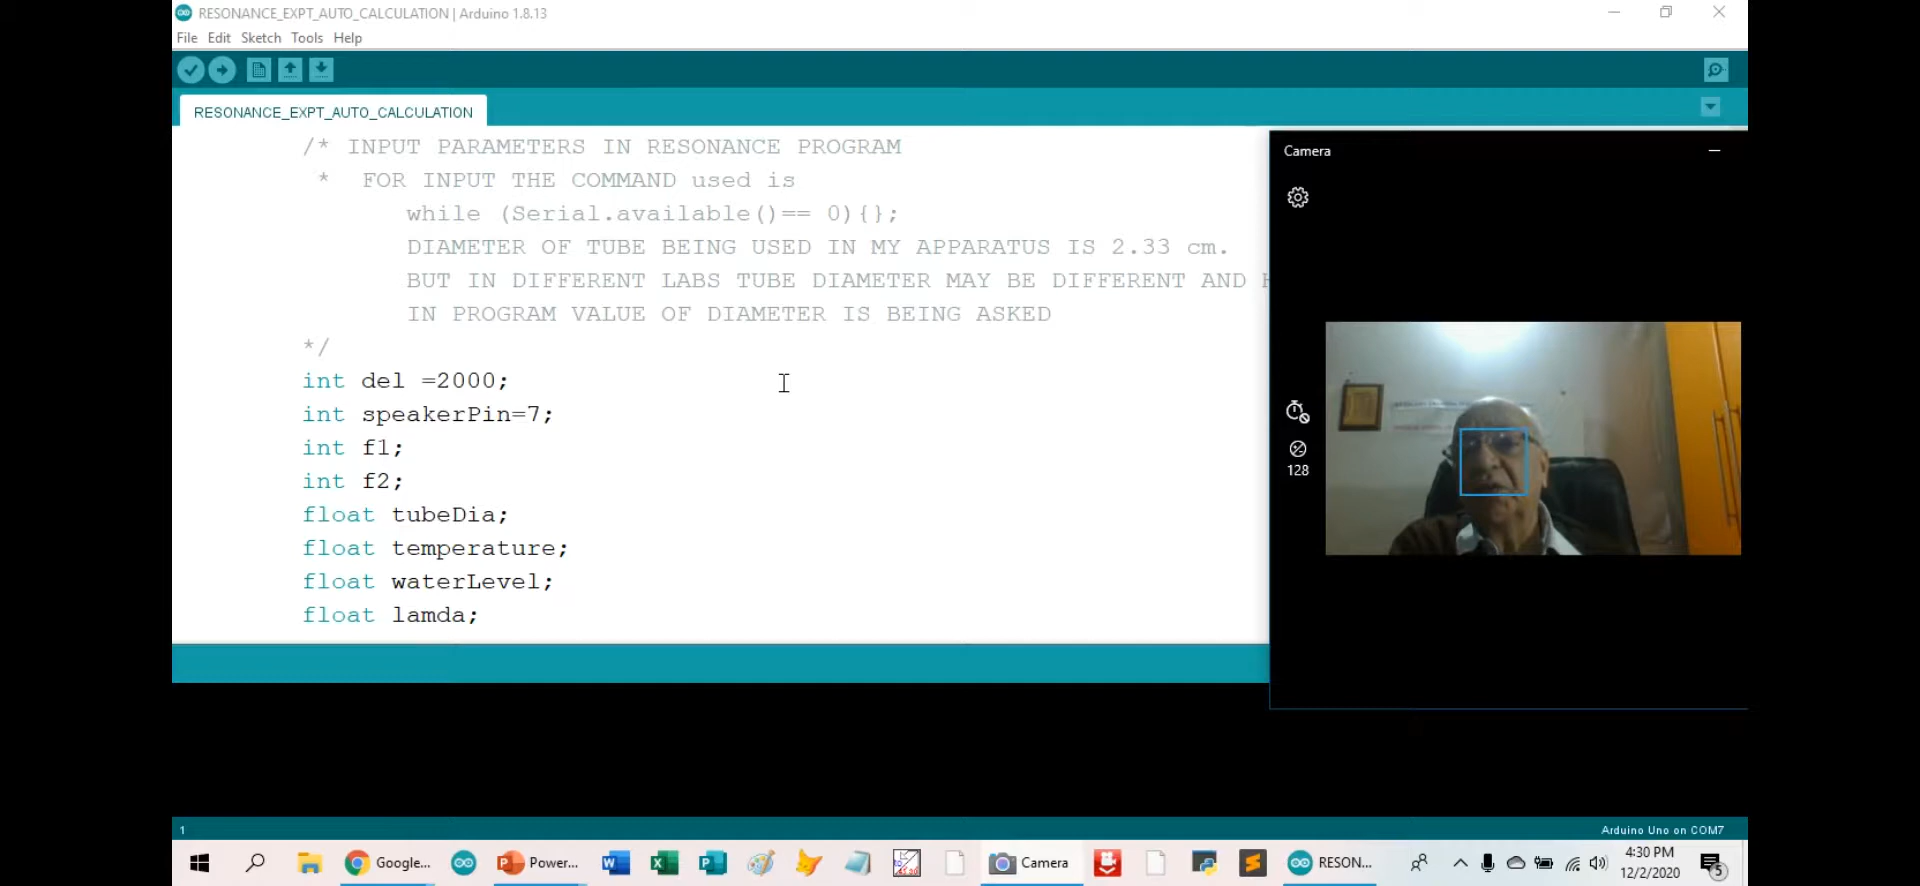 RESONANCE_EXPT_AUTO_CALCULATION | Arduino 1.8.13
File Edit Sketch Tools Help
RESONANCE_EXPT_AUTO_CALCULATION
/* INPUT PARAMETERS IN RESONANCE PROGRAM
* FOR INPUT THE COMMAND used is
while (Serial.available()== 0){};
DIAMETER OF TUBE BEING USED IN MY APPARATUS IS 2.33 cm.
BUT IN DIFFERENT LABS TUBE DIAMETER MAY BE DIFFERENT AND
IN PROGRAM VALUE OF DIAMETER IS BEING ASKED
*/
int del =2000;
int speakerPin=7;
int f1;
int f2;
float tubeDia;
float temperature;
float waterLevel;
float lamda;
Camera
128
1
Arduino Uno on COM7
Google...
Power...
Camera
RESON...
4:30 PM
12/2/2020
5